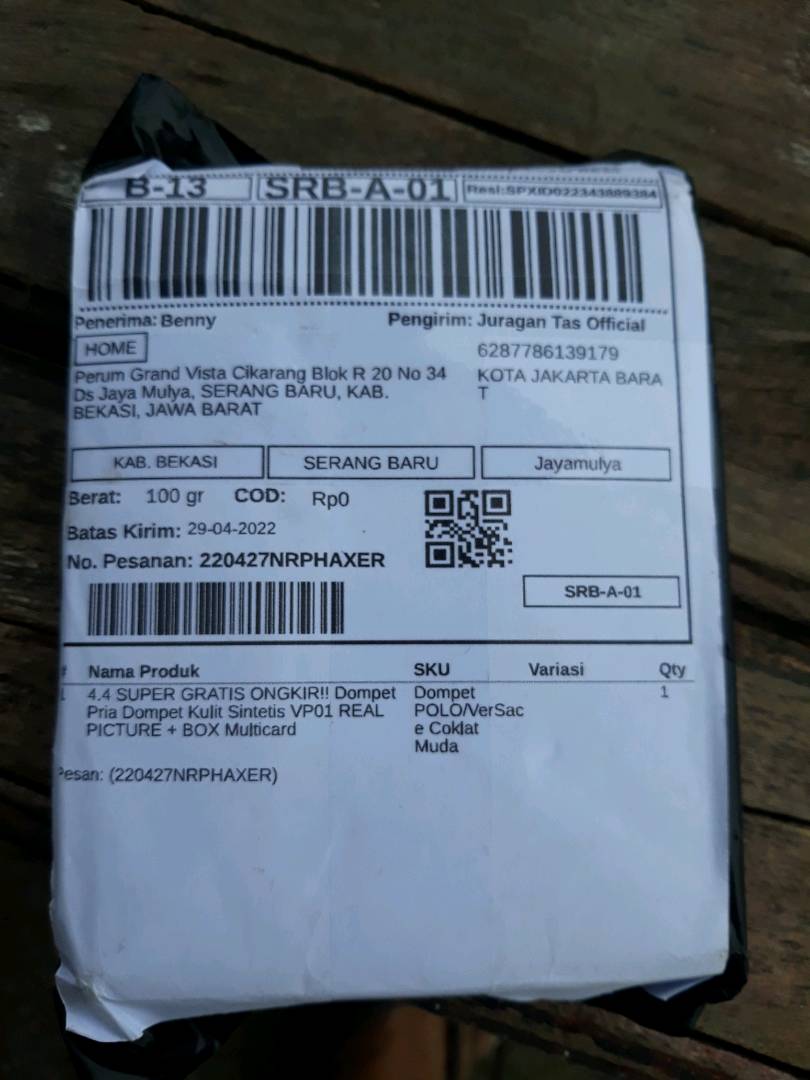 B-13 SRB-A-01 Resi:SPXID022343889384
Penerima: Benny Pengirim: Juragan Tas Official
HOME 6287786139179
Perum Grand Vista Cikarang Blok R 20 No 34 KOTA JAKARTA BARA
Ds Jaya Mulya, SERANG BARU, KAB. T
BEKASI, JAWA BARAT
KAB. BEKASI SERANG BARU Jayamulya
Berat: 100 gr COD: Rp0
Batas Kirim: 29-04-2022
No. Pesanan: 220427NRPHAXER
SRB-A-01
# Nama Produk SKU Variasi Qty
1 4.4 SUPER GRATIS ONGKIR!! Dompet Dompet 1
Pria Dompet Kulit Sintetis VP01 REAL POLO/VerSac
PICTURE + BOX Multicard e Coklat
Muda
Pesan: (220427NRPHAXER)